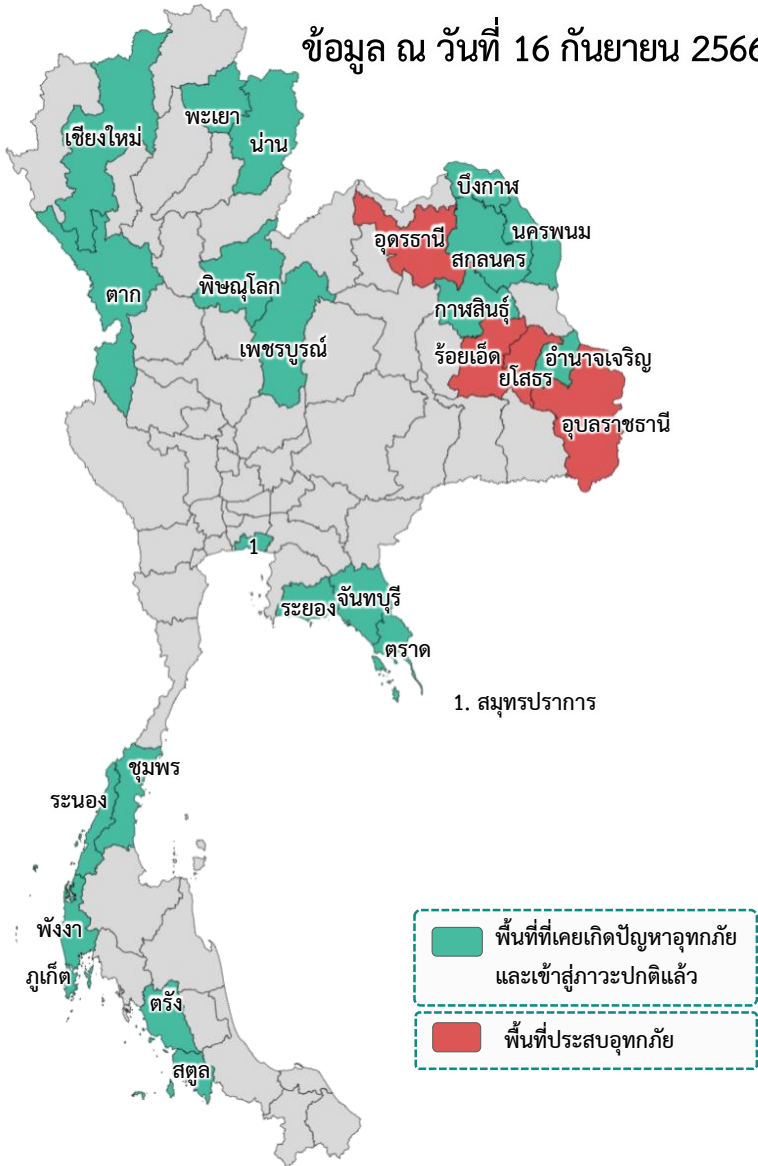 ข้อมูล ณ วันที่ 16 กันยายน 2566
พะเยา
เชียงใหม่
น่าน
บึงกาฬ
นครพนม
อุดรธานี
สกลนคร
ตาก
พิษณุโลก
กาฬสินธุ์
เพชรบูรณ์
ร้อยเอ็ด
อำนาจเจริญ
ยโสธร
อุบลราชธานี
1
ระยอง
จันทบุรี
ตราด
1. สมุทรปราการ
ชุมพร
ระนอง
พังงา
ภูเก็ต
ตรัง
สตูล
พื้นที่ที่เคยเกิดปัญหาอุทกภัย
และเข้าสู่ภาวะปกติแล้ว
พื้นที่ประสบอุทกภัย